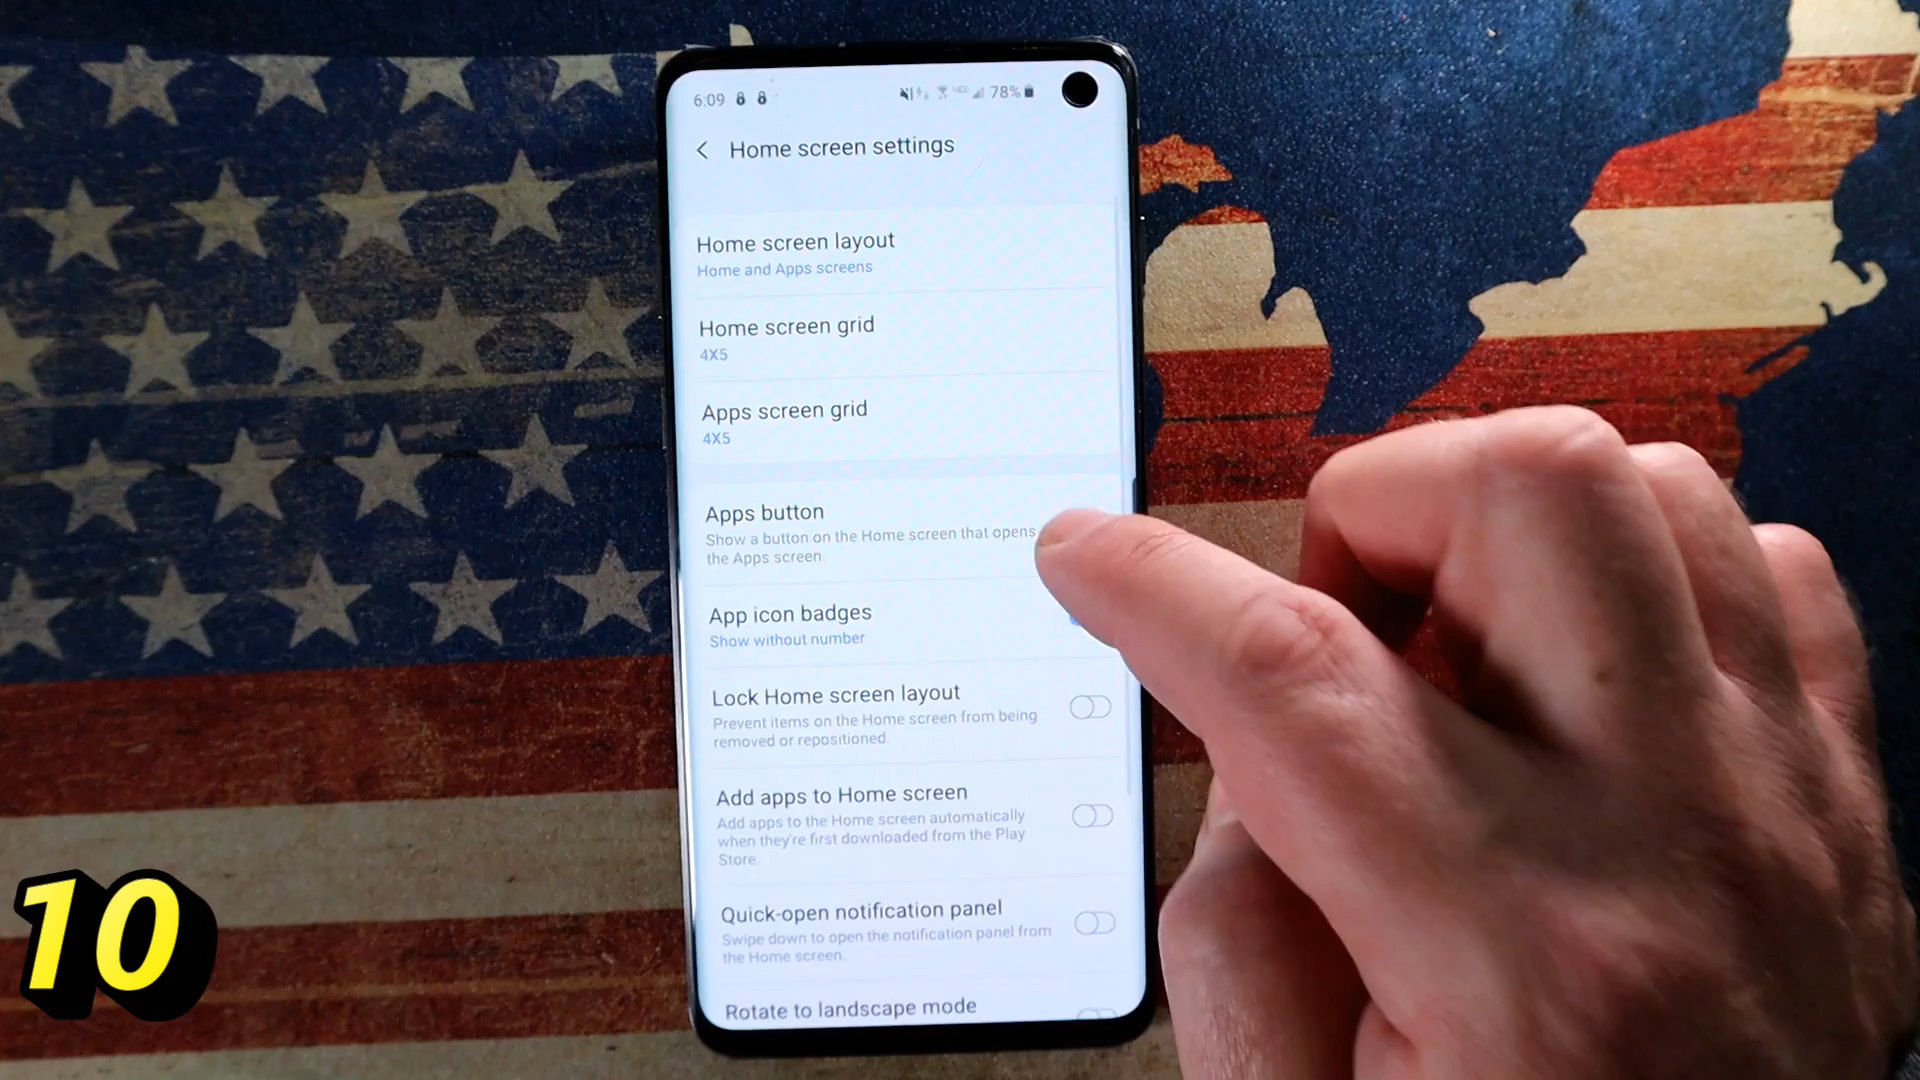 6:09
78%
Home screen settings
Home screen layout
Home and Apps screens
Home screen grid
4X5
Apps screen grid
4X5
Apps button
Show a button on the Home screen that opens
the Apps screen.
App icon badges
Show without number
Lock Home screen layout
Prevent items on the Home screen from being
removed or repositioned.
Add apps to Home screen
Add apps to the Home screen automatically
when they're first downloaded from the Play
Store.
Quick-open notification panel
Swipe down to open the notification panel from
the Home screen.
Rotate to landscape mode
10